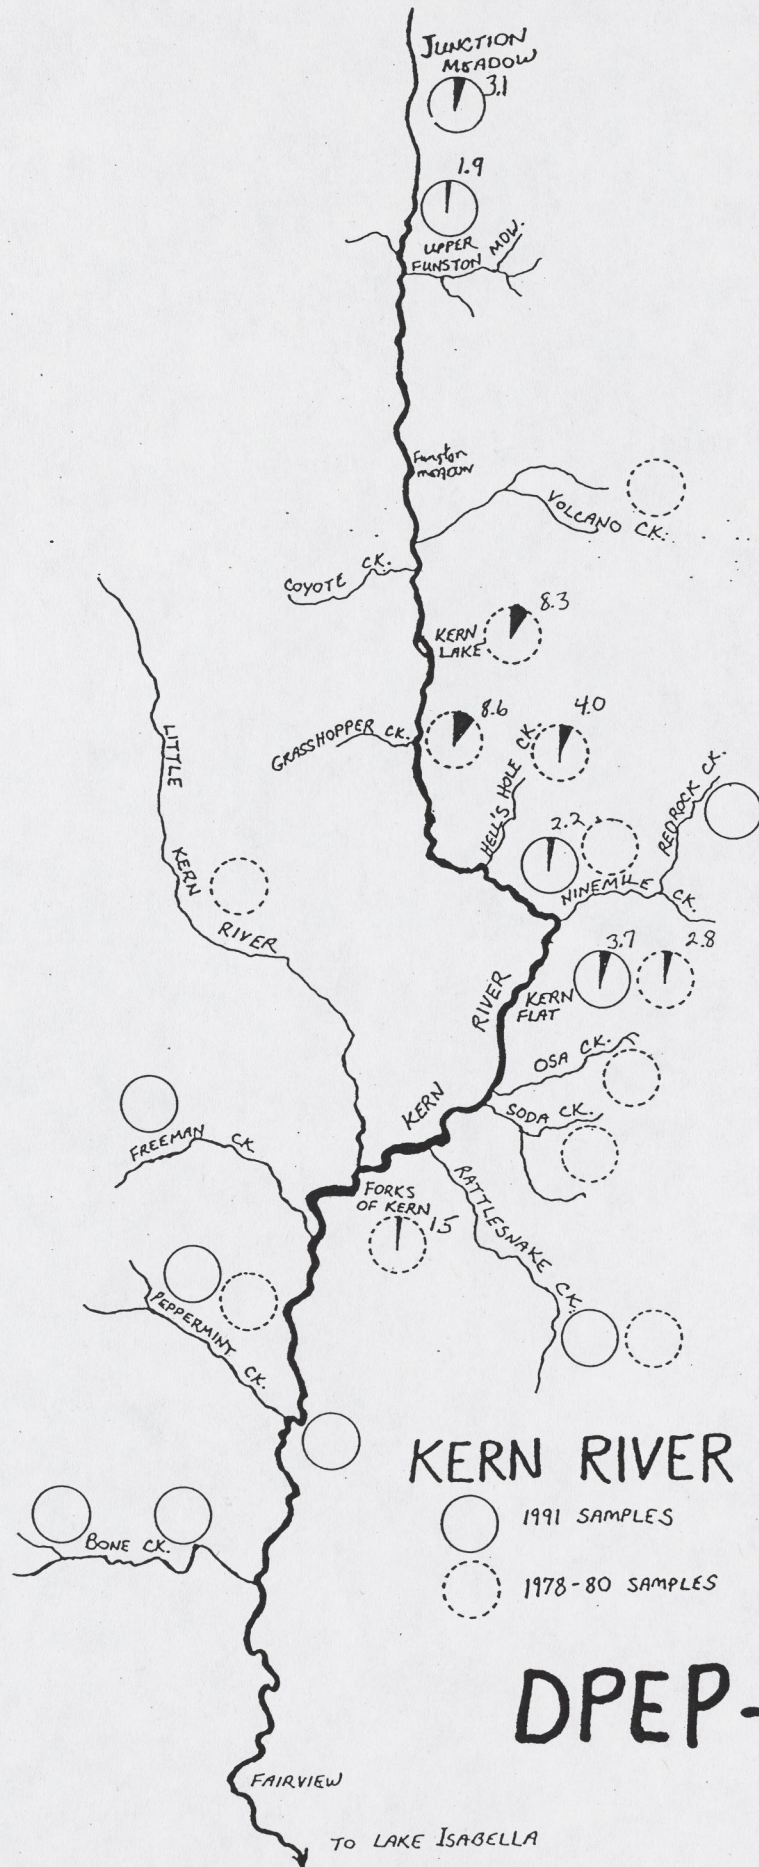 JUNCTION
MEADOW
3.1
1.9
UPPER
FUNSTON MDW.
Funston
meadow
VOLCANO CK.
COYOTE CK.
8.3
KERN
LAKE
8.6
4.0
GRASSHOPPER CK.
HELL'S HOLE CK.
LITTLE
KERN
RIVER
2.2
REDROCK CK.
NINEMILE CK.
3.7
2.8
KERN
FLAT
RIVER
KERN
OSA CK.
SODA CK.
FREEMAN CK
FORKS
OF KERN
1.5
RATTLESNAKE CK.
PEPPERMINT CK.
KERN RIVER
1991 SAMPLES
BONE CK.
1978-80 SAMPLES
DPEP-
FAIRVIEW
TO LAKE ISABELLA